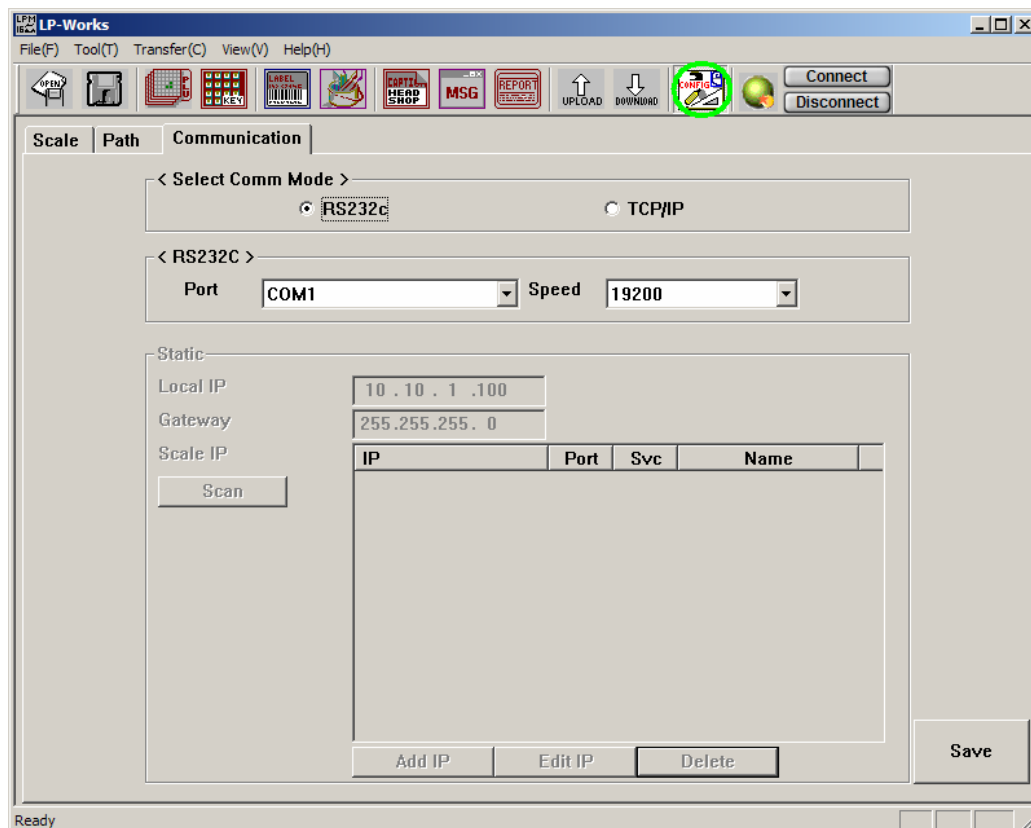 LP-Works
File(F) Tool(T) Transfer(C) View(V) Help(H)
OPEN PLU KEY LABEL HEAD SHOP MSG REPORT UPLOAD DOWNLOAD CONFIG Connect
Disconnect
Scale Path Communication
< Select Comm Mode >
RS232c TCP/IP
< RS232C >
Port COM1 Speed 19200
Static
Local IP 10 . 10 . 1 .100
Gateway 255.255.255. 0
Scale IP IP Port Svc Name
Scan
Add IP Edit IP Delete
Save
Ready